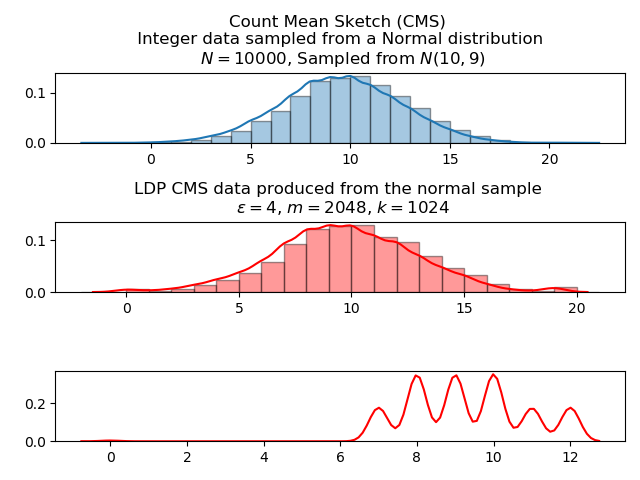 Count Mean Sketch (CMS)
Integer data sampled from a Normal distribution
N = 10000, Sampled from N(10, 9)
0.1
0.0
0 5 10 15 20
LDP CMS data produced from the normal sample
ε = 4, m = 2048, k = 1024
0.1
0.0
0 5 10 15 20
0.2
0.0
0 2 4 6 8 10 12